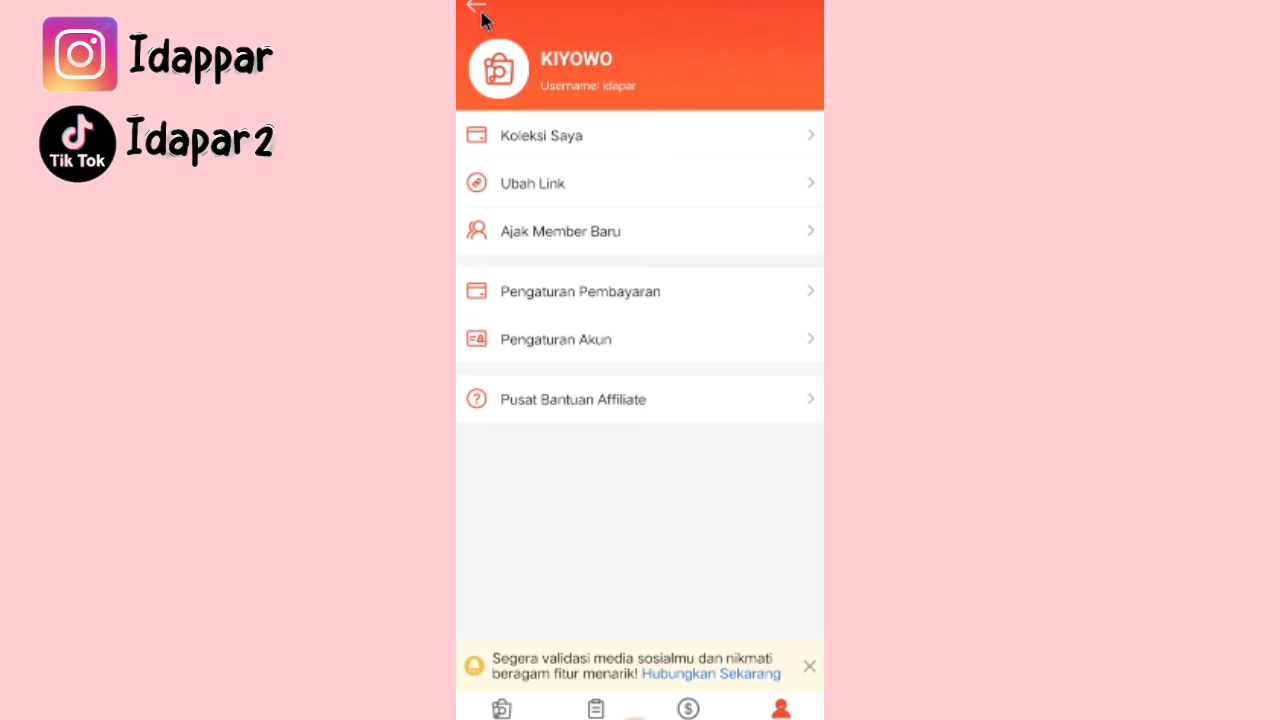 Idappar
Tik Tok
Idapar2
KIYOWO
Username: idapar
Koleksi Saya
Ubah Link
Ajak Member Baru
Pengaturan Pembayaran
Pengaturan Akun
Pusat Bantuan Affiliate
Segera validasi media sosialmu dan nikmati
beragam fitur menarik! Hubungkan Sekarang